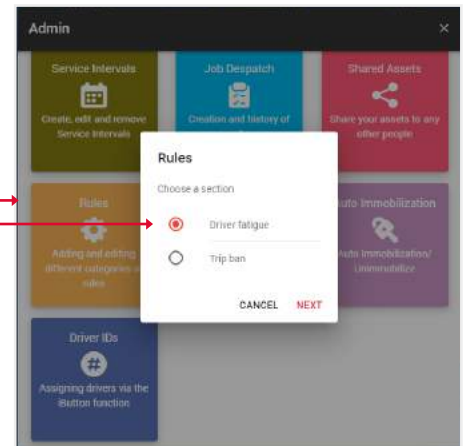 Admin
Service Intervals
Create, edit and remove
Service Intervals
Job Despatch
Creation and history of
Shared Assets
Share your assets to any
other people
Rules
Adding and editing
different categories of
rules
Rules
Choose a section
Driver fatigue
Trip ban
CANCEL NEXT
Auto Immobilization
Auto Immobilization/
Unimmobilize
Driver IDs
#
Assigning drivers via the
iButton function